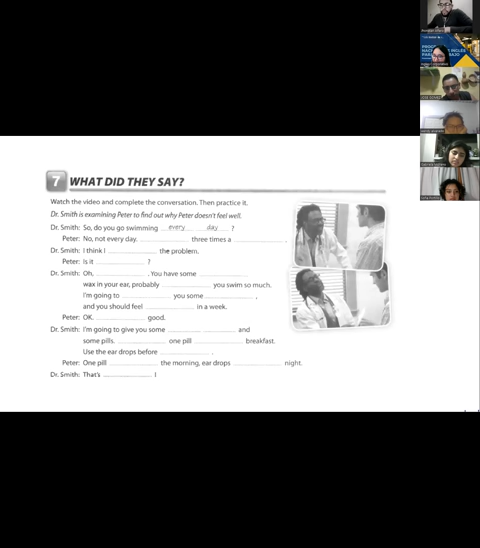 7 WHAT DID THEY SAY?
Watch the video and complete the conversation. Then practice it.
Dr. Smith is examining Peter to find out why Peter doesn't feel well.
Dr. Smith: So, do you go swimming every day ?
Peter: No, not every day. three times a .
Dr. Smith: I think I the problem.
Peter: Is it ?
Dr. Smith: Oh, . You have some
wax in your ear, probably you swim so much.
I'm going to you some ,
and you should feel in a week.
Peter: OK. good.
Dr. Smith: I'm going to give you some and
some pills. one pill breakfast.
Use the ear drops before .
Peter: One pill the morning, ear drops night.
Dr. Smith: That's !